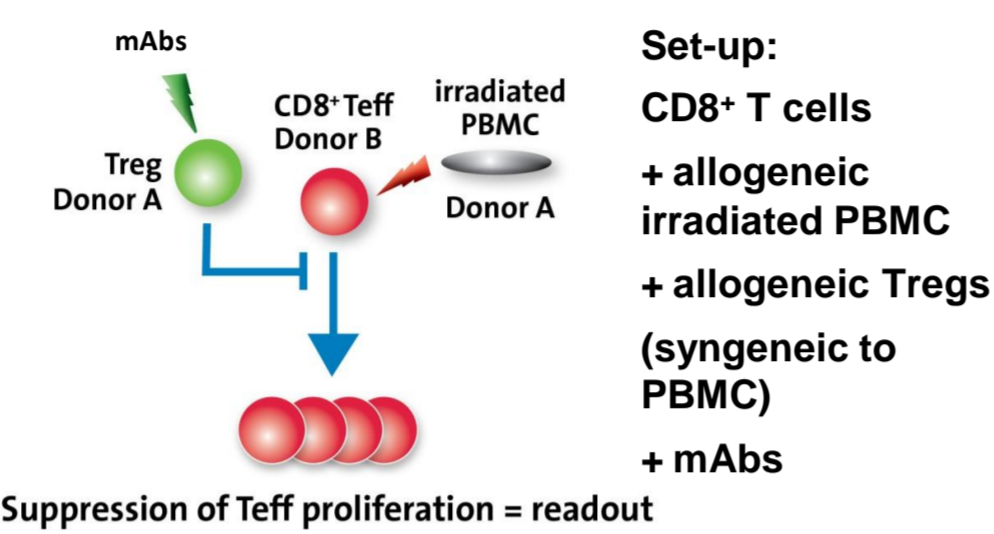 mAbs
Treg
Donor A
CD8⁺ Teff
Donor B
irradiated
PBMC
Donor A
Suppression of Teff proliferation = readout
Set-up:
CD8⁺ T cells
+ allogeneic
irradiated PBMC
+ allogeneic Tregs
(syngeneic to
PBMC)
+ mAbs